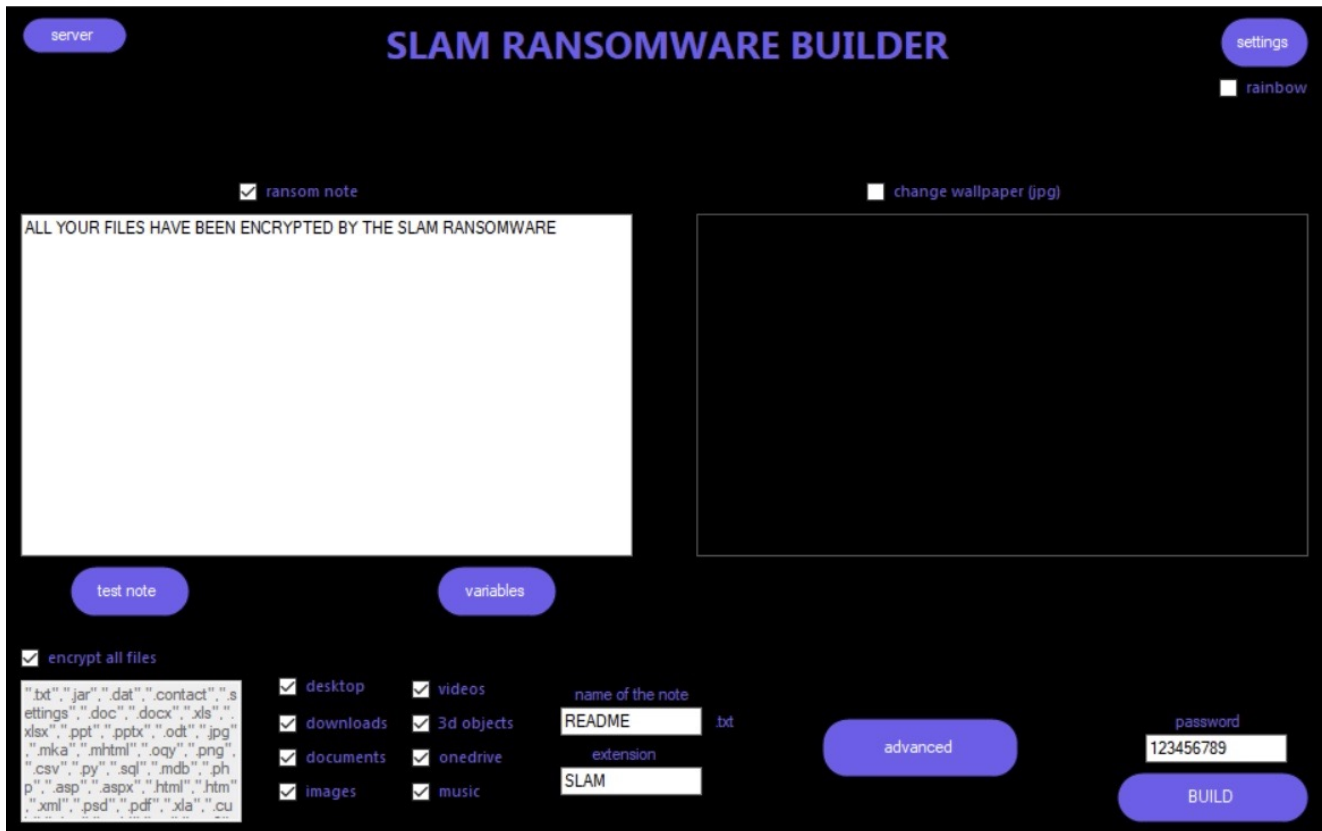 server
SLAM RANSOMWARE BUILDER
settings
rainbow
ransom note
change wallpaper (jpg)
ALL YOUR FILES HAVE BEEN ENCRYPTED BY THE SLAM RANSOMWARE
test note
variables
encrypt all files
".txt",".jar",".dat",".contact",".s
ettings",".doc",".docx",".xls",".
xlsx",".ppt",".pptx",".odt",".jpg"
,".mka",".mhtml",".oqy",".png",
".csv",".py",".sql",".mdb",".ph
p",".asp",".aspx",".html",".htm"
,".xml",".psd",".pdf",".xla",".cu
desktop
videos
downloads
3d objects
documents
onedrive
images
music
name of the note
README .txt
extension
SLAM
advanced
password
123456789
BUILD